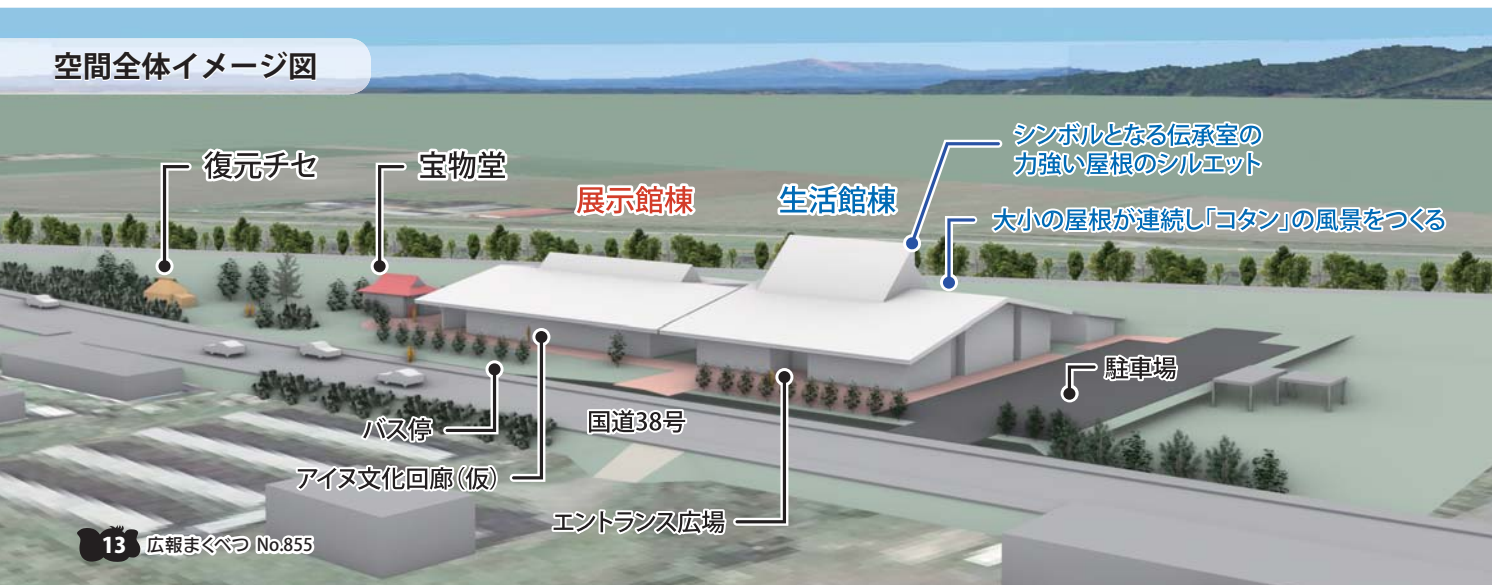 空間全体イメージ図
復元チセ
宝物堂
展示館棟
生活館棟
シンボルとなる伝承室の
力強い屋根のシルエット
大小の屋根が連続し「コタン」の風景をつくる
駐車場
バス停
国道38号
アイヌ文化回廊(仮)
エントランス広場
13 広報まくべつ No.855